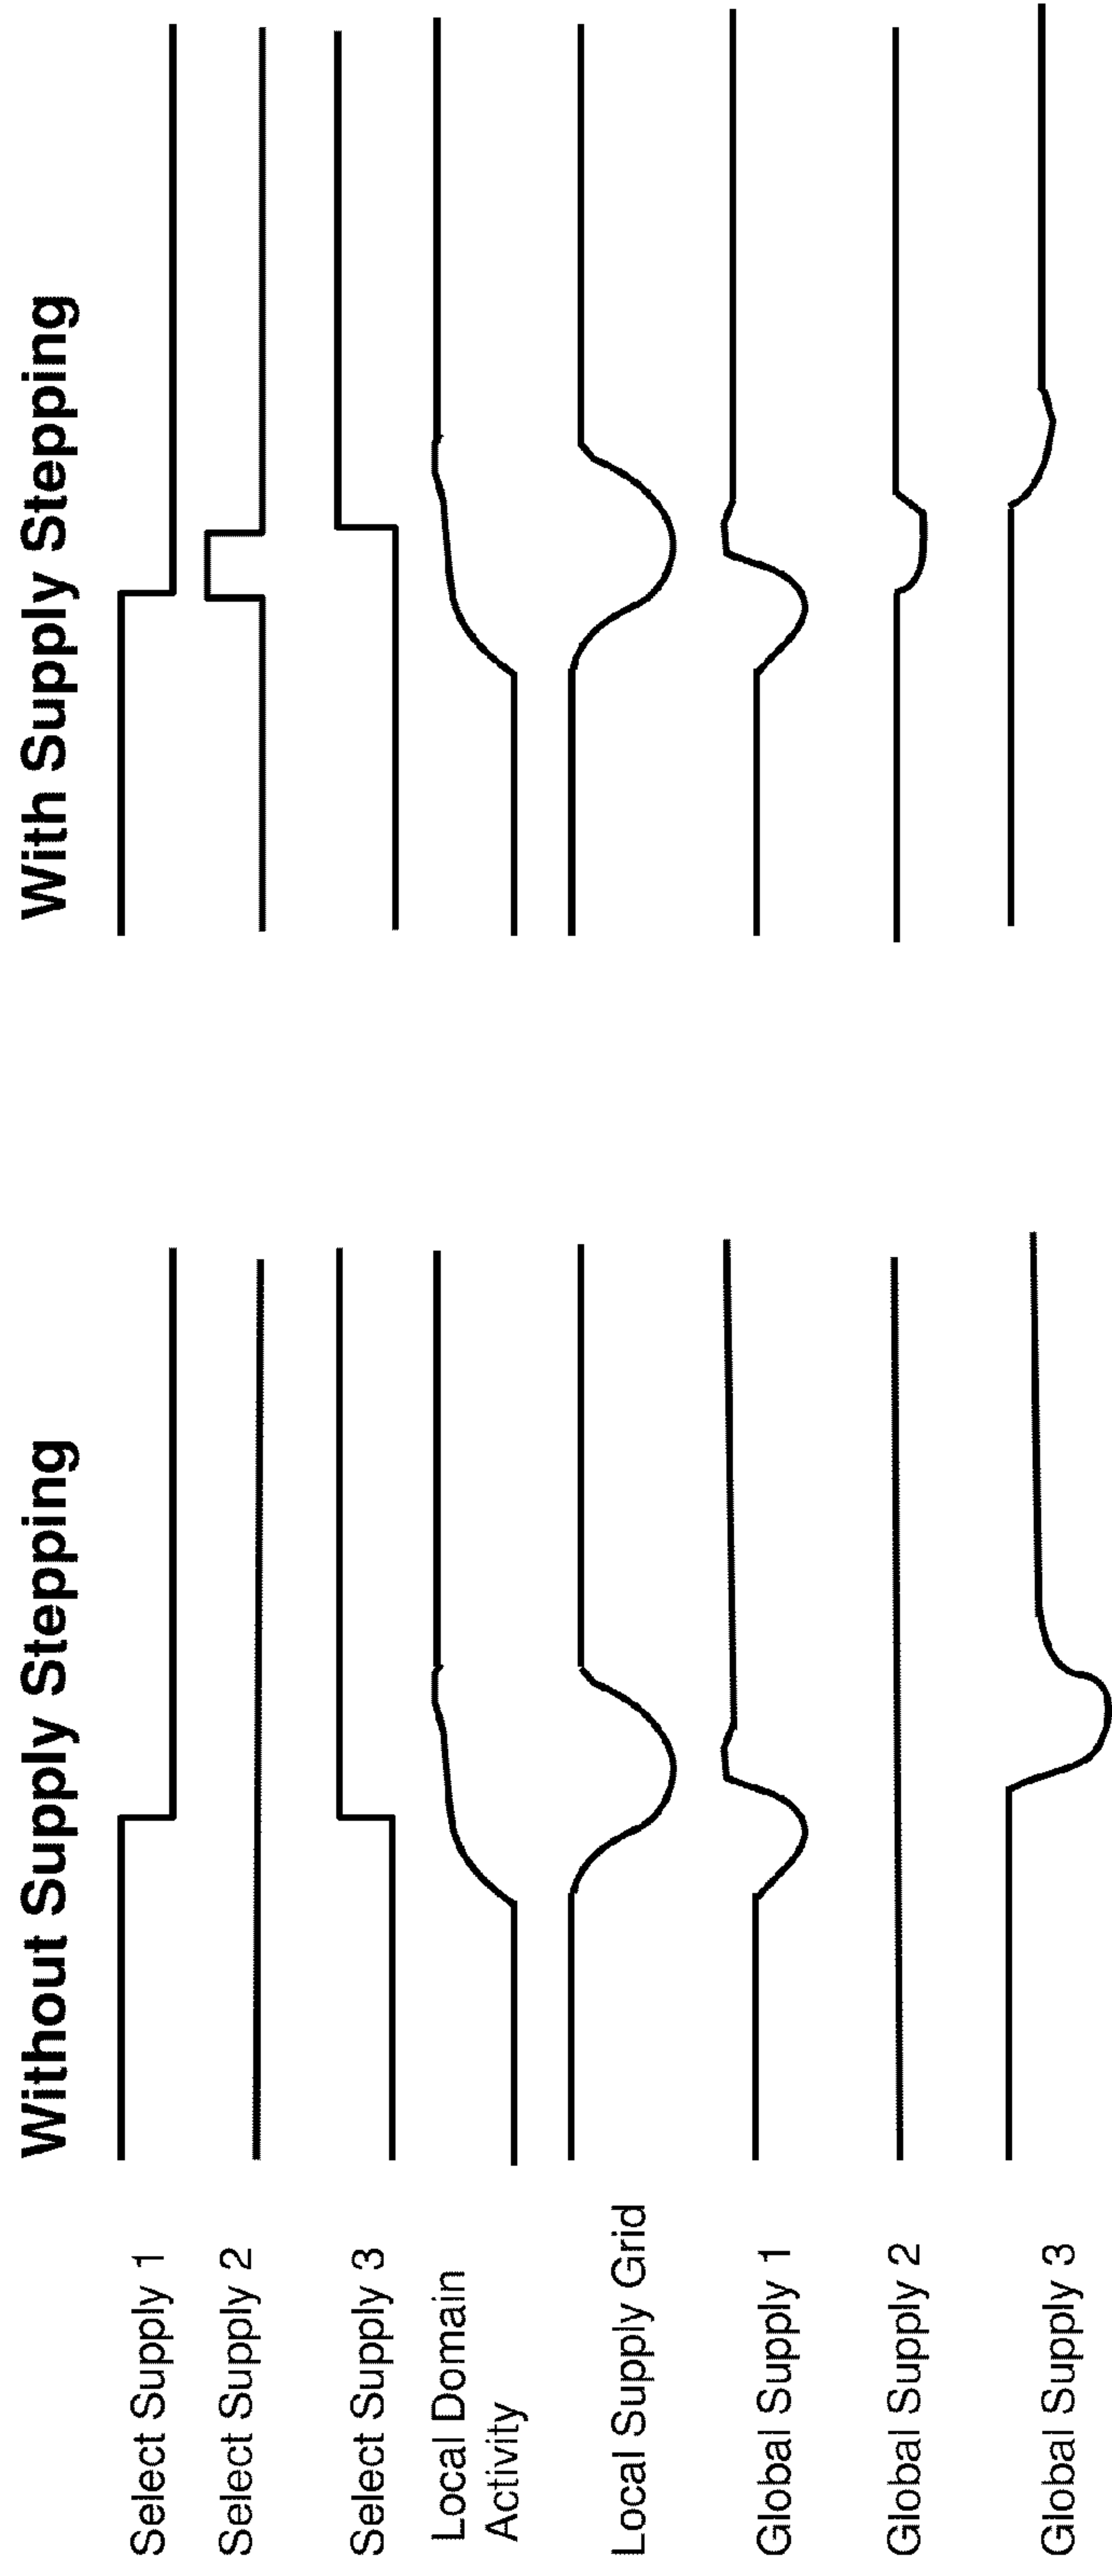 Without Supply Stepping
With Supply Stepping
Select Supply 1
Select Supply 2
Select Supply 3
Local Domain
Activity
Local Supply Grid
Global Supply 1
Global Supply 2
Global Supply 3